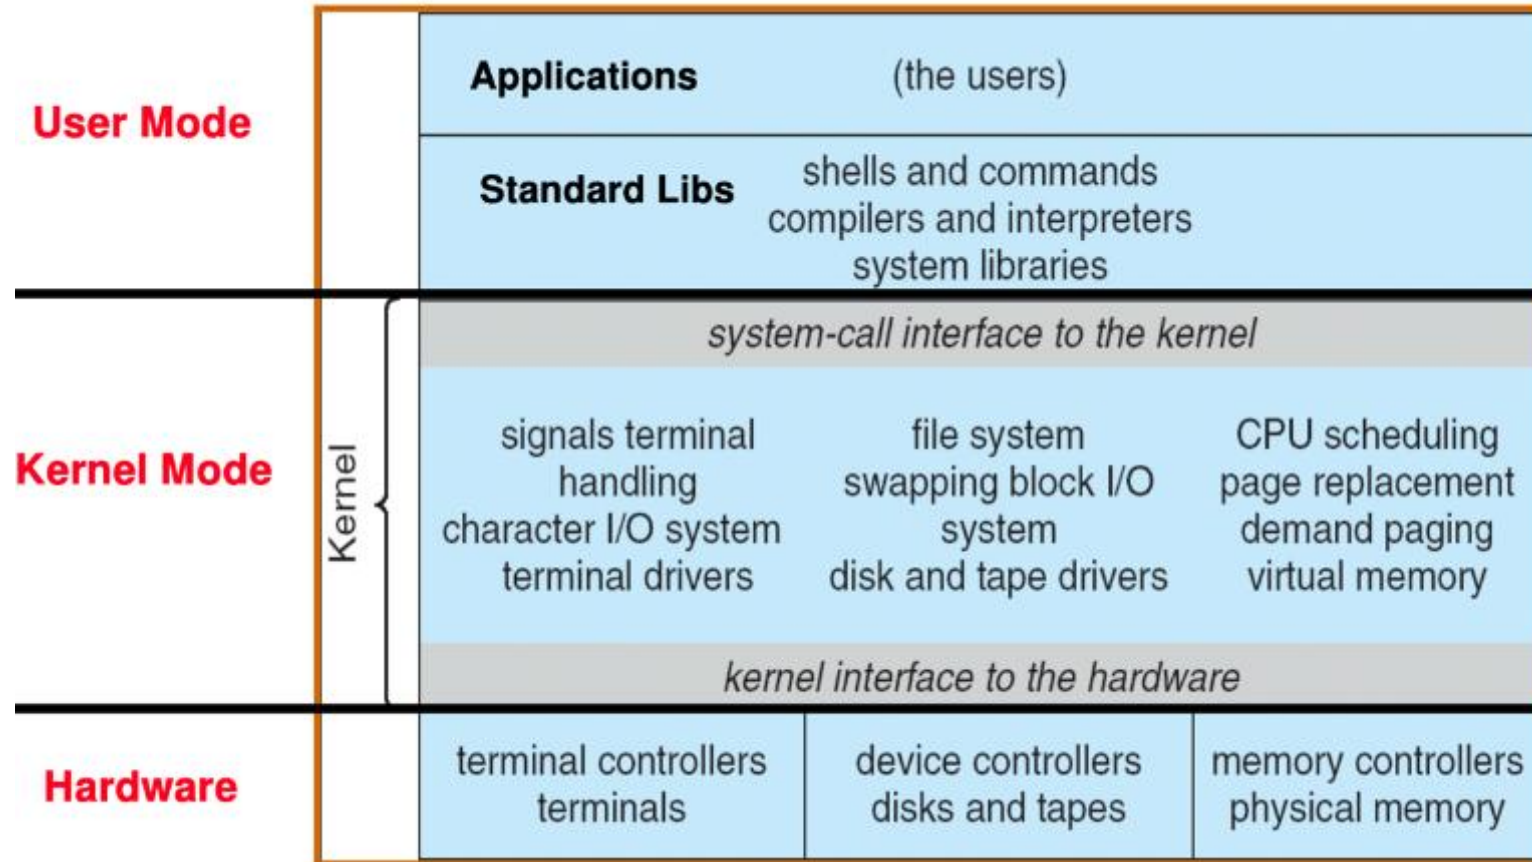 User Mode
Applications (the users)
Standard Libs
shells and commands
compilers and interpreters
system libraries
Kernel Mode
Kernel
system-call interface to the kernel
signals terminal
handling
character I/O system
terminal drivers
file system
swapping block I/O
system
disk and tape drivers
CPU scheduling
page replacement
demand paging
virtual memory
kernel interface to the hardware
Hardware
terminal controllers
terminals
device controllers
disks and tapes
memory controllers
physical memory